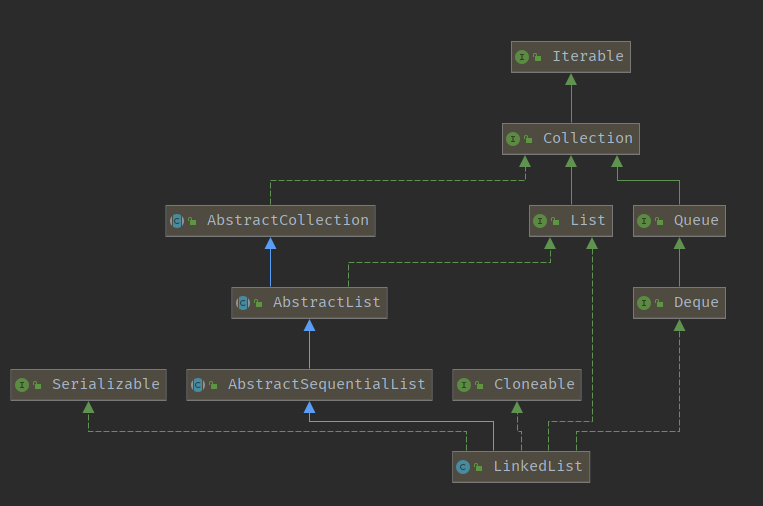 I Iterable
I Collection
C AbstractCollection
I List
I Queue
C AbstractList
I Deque
I Serializable
C AbstractSequentialList
I Cloneable
C LinkedList